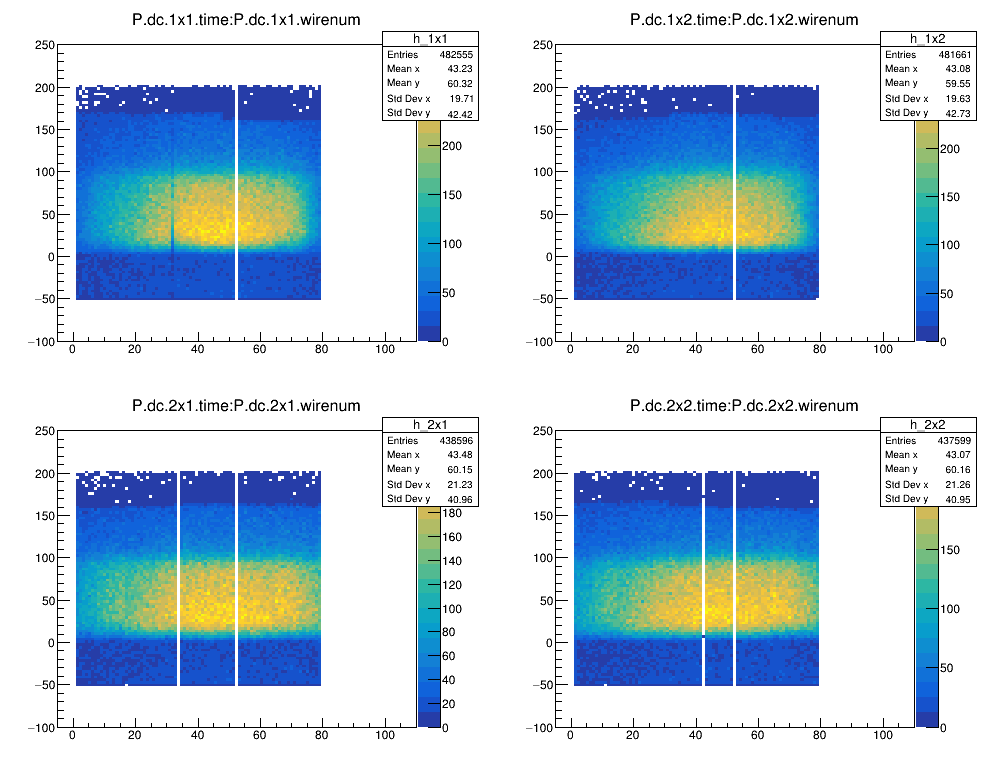 P.dc.1x1.time:P.dc.1x1.wirenum
h_1x1
Entries 482555
Mean x 43.23
Mean y 60.32
Std Dev x 19.71
Std Dev y 42.42
250
200
150
100
50
0
−50
−100
0 20 40 60 80 100
200
150
100
50
0
P.dc.1x2.time:P.dc.1x2.wirenum
h_1x2
Entries 481661
Mean x 43.08
Mean y 59.55
Std Dev x 19.63
Std Dev y 42.73
250
200
150
100
50
0
−50
−100
0 20 40 60 80 100
200
150
100
50
0
P.dc.2x1.time:P.dc.2x1.wirenum
h_2x1
Entries 438596
Mean x 43.48
Mean y 60.15
Std Dev x 21.23
Std Dev y 40.96
250
200
150
100
50
0
−50
−100
0 20 40 60 80 100
180
160
140
120
100
80
60
40
20
0
P.dc.2x2.time:P.dc.2x2.wirenum
h_2x2
Entries 437599
Mean x 43.07
Mean y 60.16
Std Dev x 21.26
Std Dev y 40.95
250
200
150
100
50
0
−50
−100
0 20 40 60 80 100
150
100
50
0